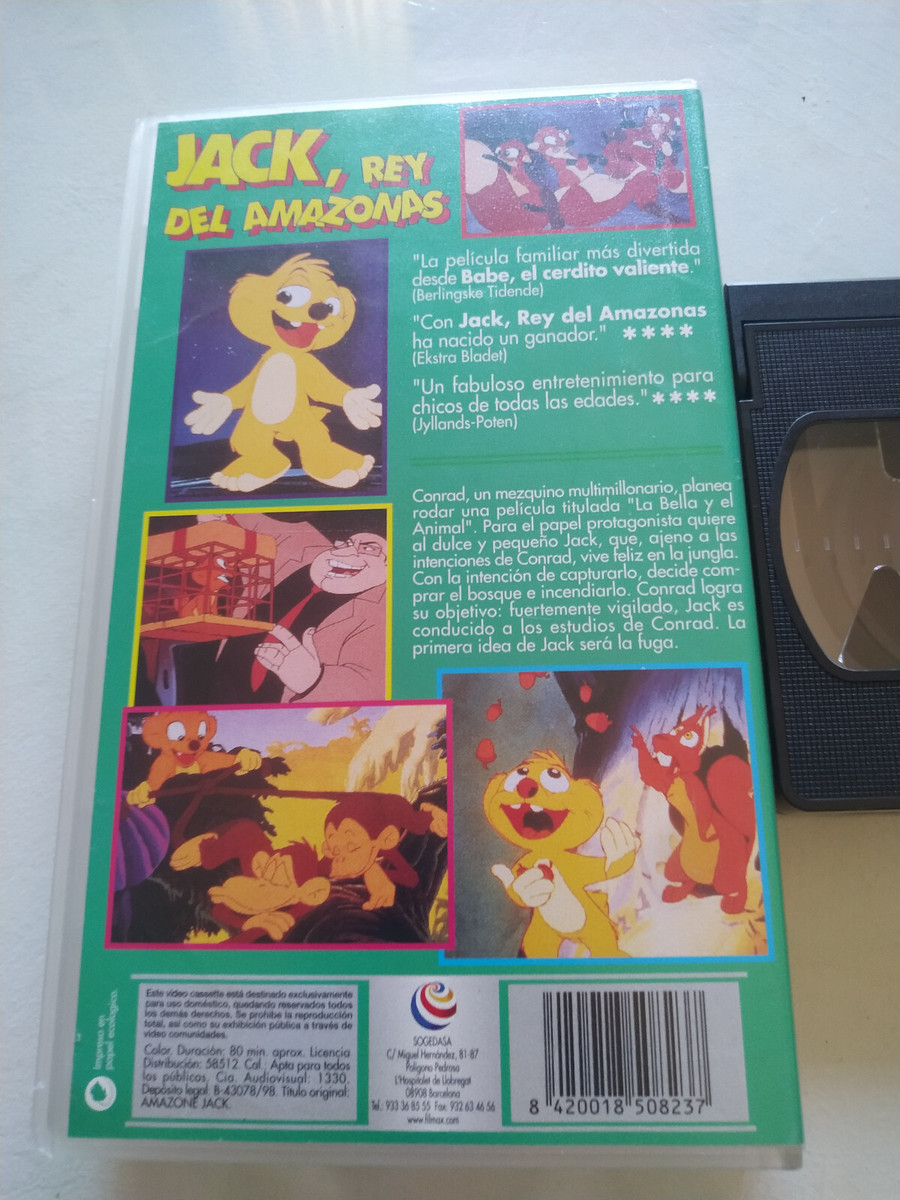 JACK, REY
DEL AMAZONAS
"La película familiar más divertida
desde Babe, el cerdito valiente."
(Berlingske Tidende)
"Con Jack, Rey del Amazonas
ha nacido un ganador." ****
(Ekstra Bladet)
"Un fabuloso entretenimiento para
chicos de todas las edades." ****
(Jyllands-Poten)
Conrad, un mezquino multimillonario, planea
rodar una película titulada "La Bella y el
Animal". Para el papel protagonista quiere
al dulce y pequeño Jack, que, ajeno a las
intenciones de Conrad, vive feliz en la jungla.
Con la intención de capturarlo, decide com-
prar el bosque e incendiarlo. Conrad logra
su objetivo: fuertemente vigilado, Jack es
conducido a los estudios de Conrad. La
primera idea de Jack será la fuga.
Impreso en
papel ecológico.
Este video cassette está destinado exclusivamente
para uso doméstico, quedando reservados todos
los demás derechos. Se prohibe la reproducción
total, así como su exhibición pública a través de
video comunidades.
Color. Duración: 80 min. aprox. Licencia
Distribución: 58512. Cal.: Apta para todos
los públicos. Cia. Audiovisual: 1330.
Depósito legal: B-43078/98. Título original:
AMAZONE JACK.
SOGEDASA
C/ Miguel Hernández, 81-87
Polígono Pedrosa
L'Hospitalet de Llobregat
08908 Barcelona
Tel.: 933 36 85 55 Fax: 932 63 46 56
www.filmax.com
8 420018 508237